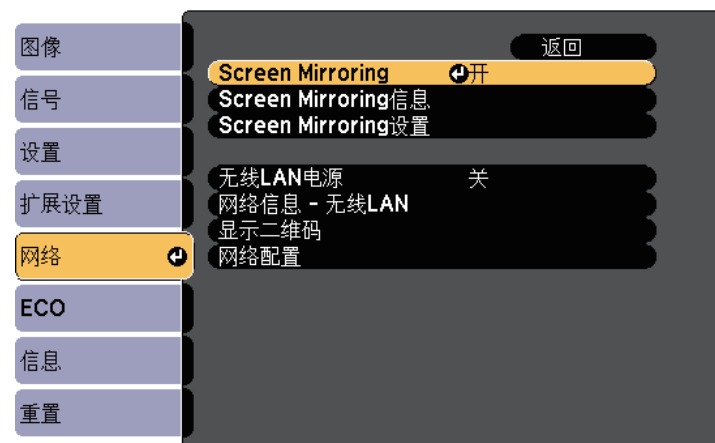 图像
信号
设置
扩展设置
网络
ECO
信息
重置
返回
Screen Mirroring 开
Screen Mirroring信息
Screen Mirroring设置
无线LAN电源 关
网络信息 - 无线LAN
显示二维码
网络配置